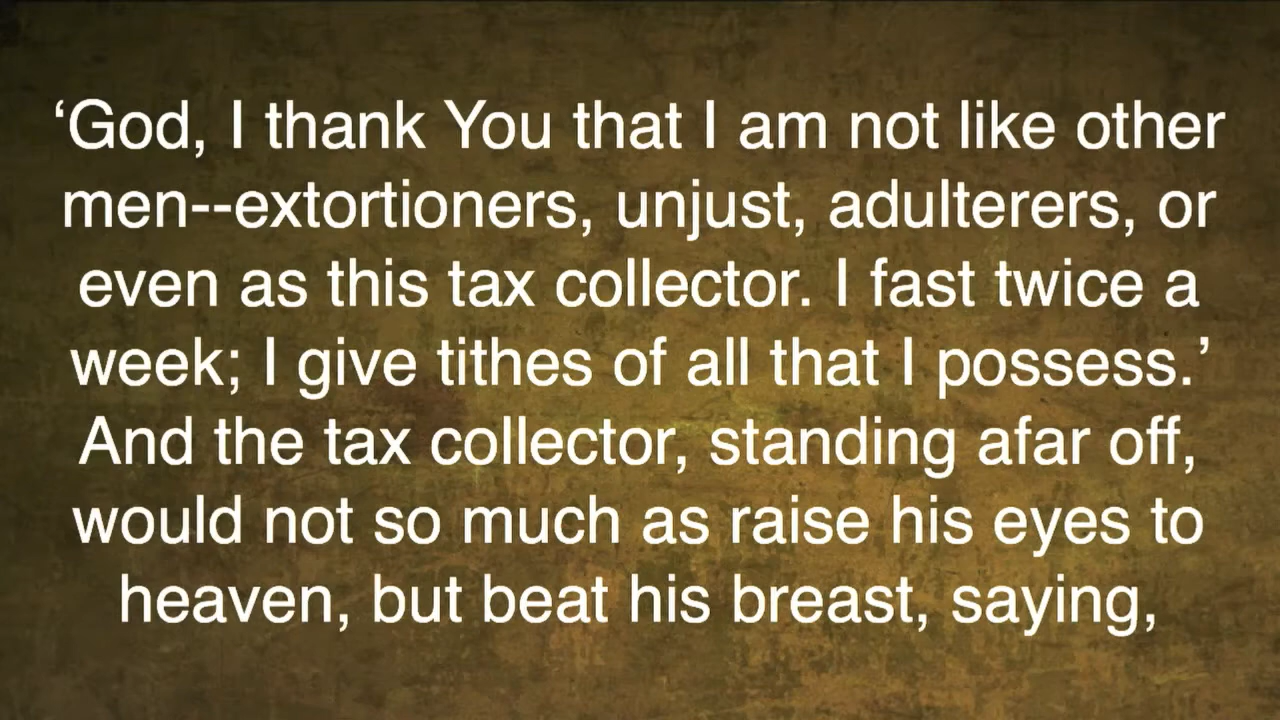 ‘God, I thank You that I am not like other
men--extortioners, unjust, adulterers, or
even as this tax collector. I fast twice a
week; I give tithes of all that I possess.’
And the tax collector, standing afar off,
would not so much as raise his eyes to
heaven, but beat his breast, saying,